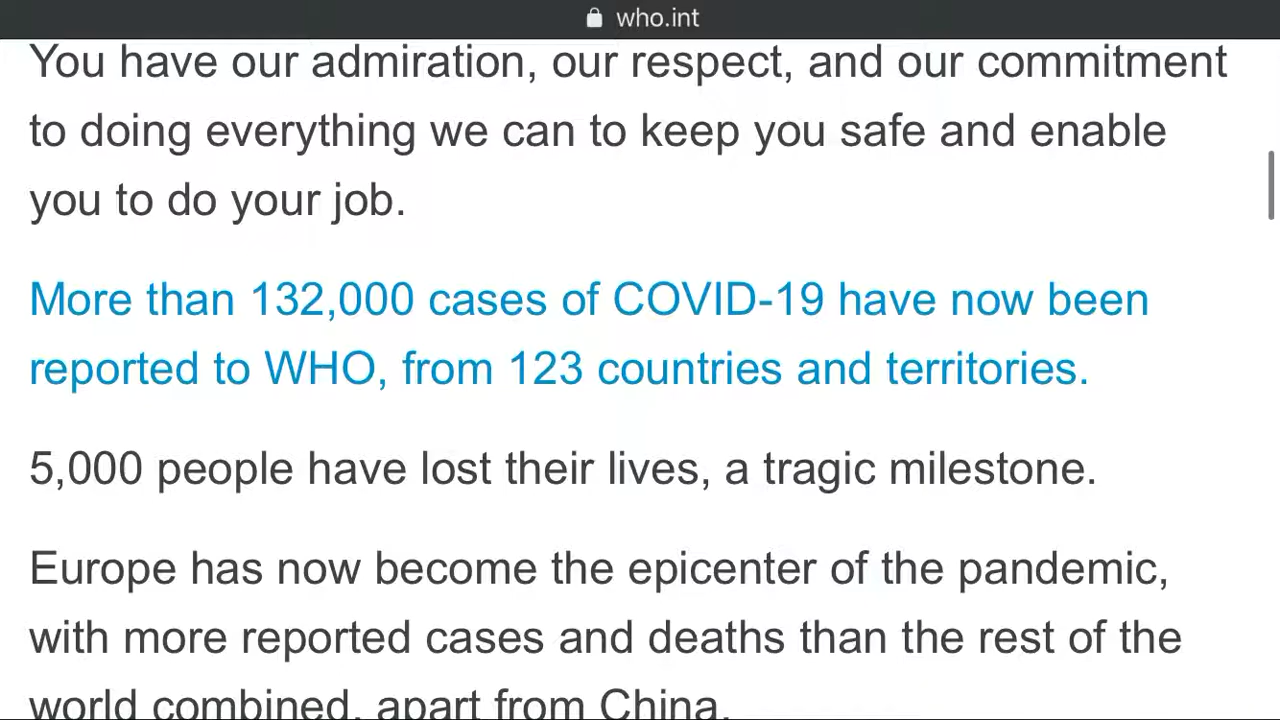 who.int
You have our admiration, our respect, and our commitment
to doing everything we can to keep you safe and enable
you to do your job.
More than 132,000 cases of COVID-19 have now been
reported to WHO, from 123 countries and territories.
5,000 people have lost their lives, a tragic milestone.
Europe has now become the epicenter of the pandemic,
with more reported cases and deaths than the rest of the
world combined, apart from China.